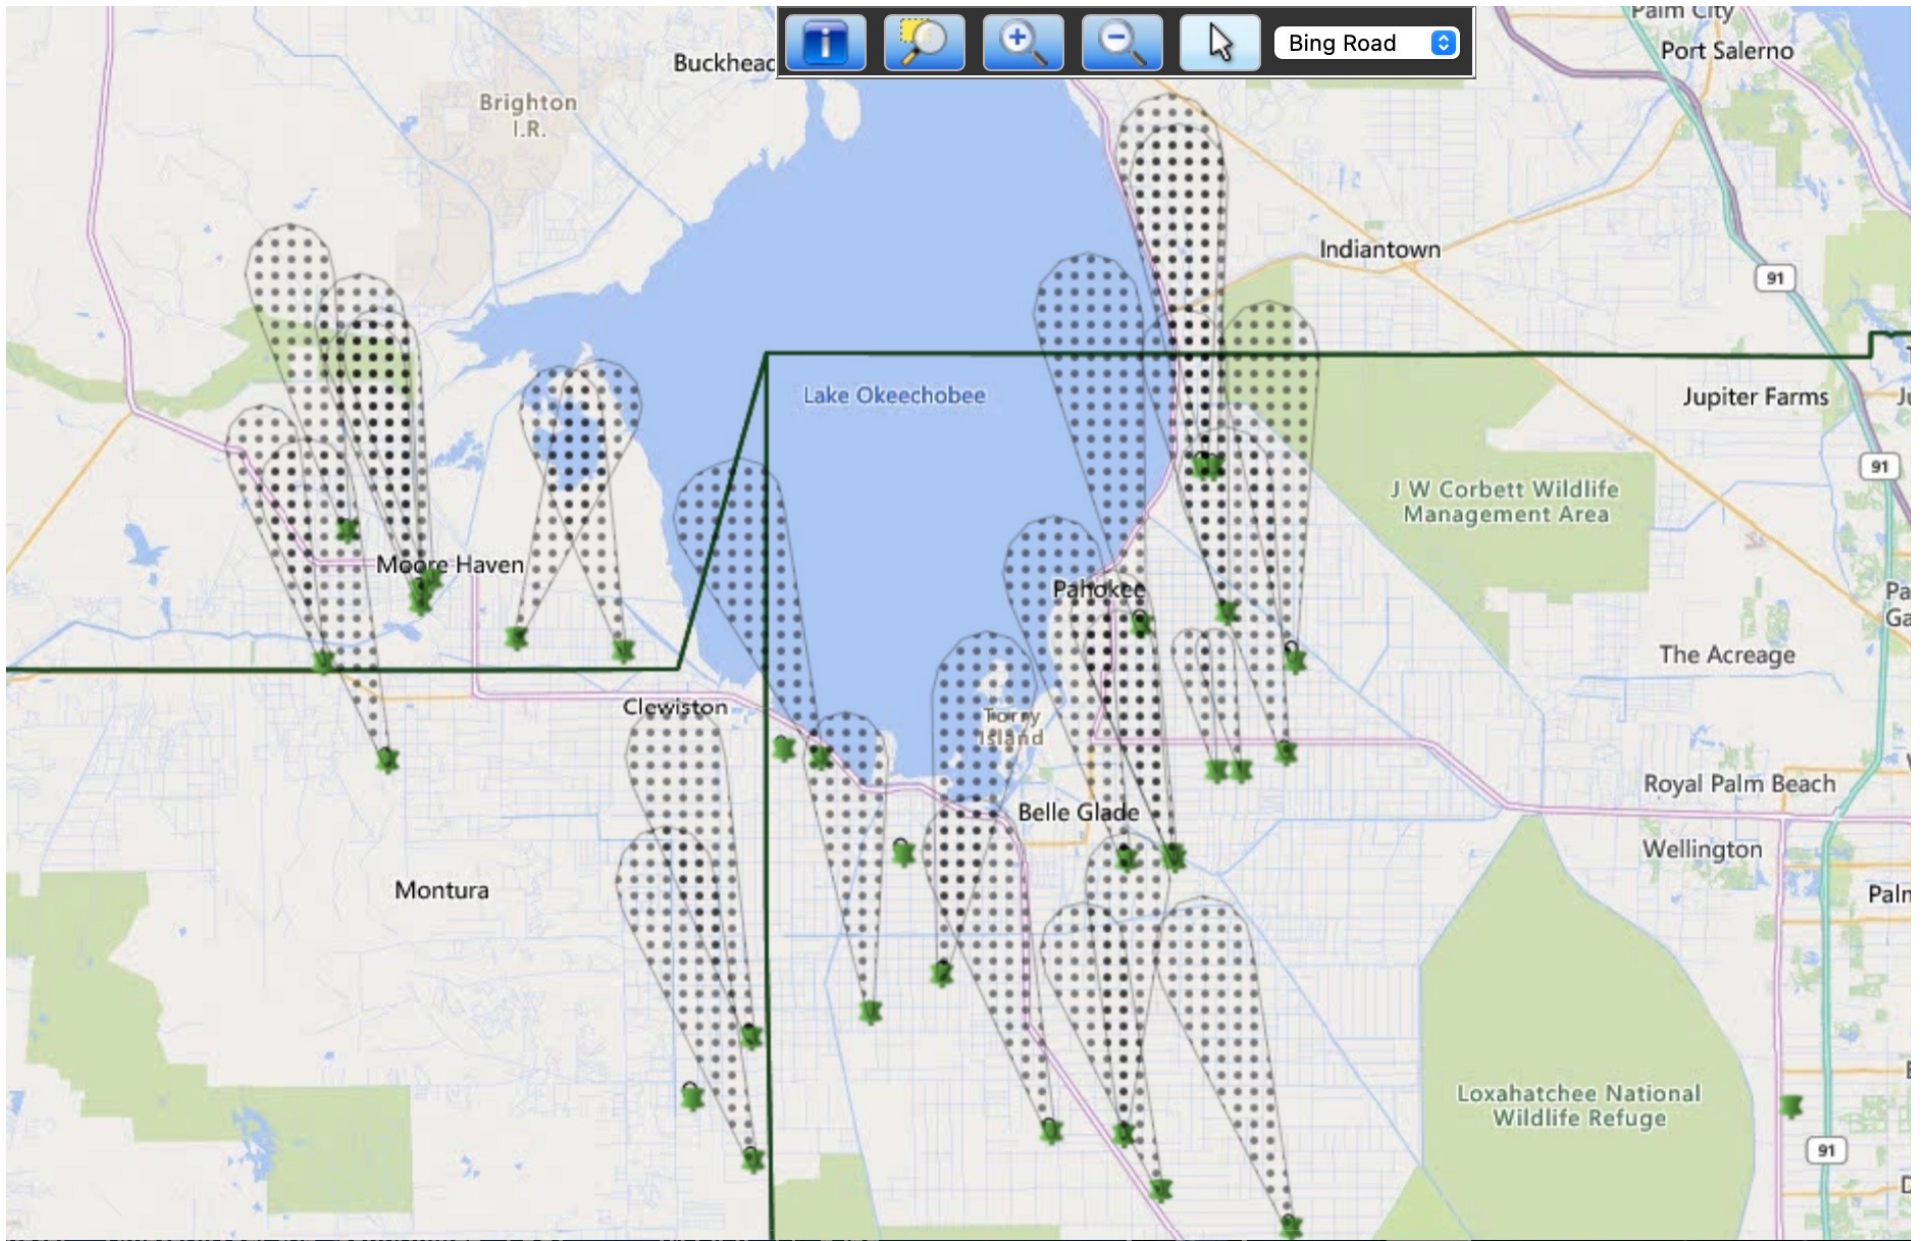 Palm City
Port Salerno
Buckhead
Bing Road
Brighton
I.R.
Indiantown
91
Lake Okeechobee
Jupiter Farms
91
J W Corbett Wildlife
Management Area
Moore Haven
Pahokee
The Acreage
Clewiston
Torry
Island
Royal Palm Beach
Belle Glade
Wellington
Montura
Palm
Loxahatchee National
Wildlife Refuge
91